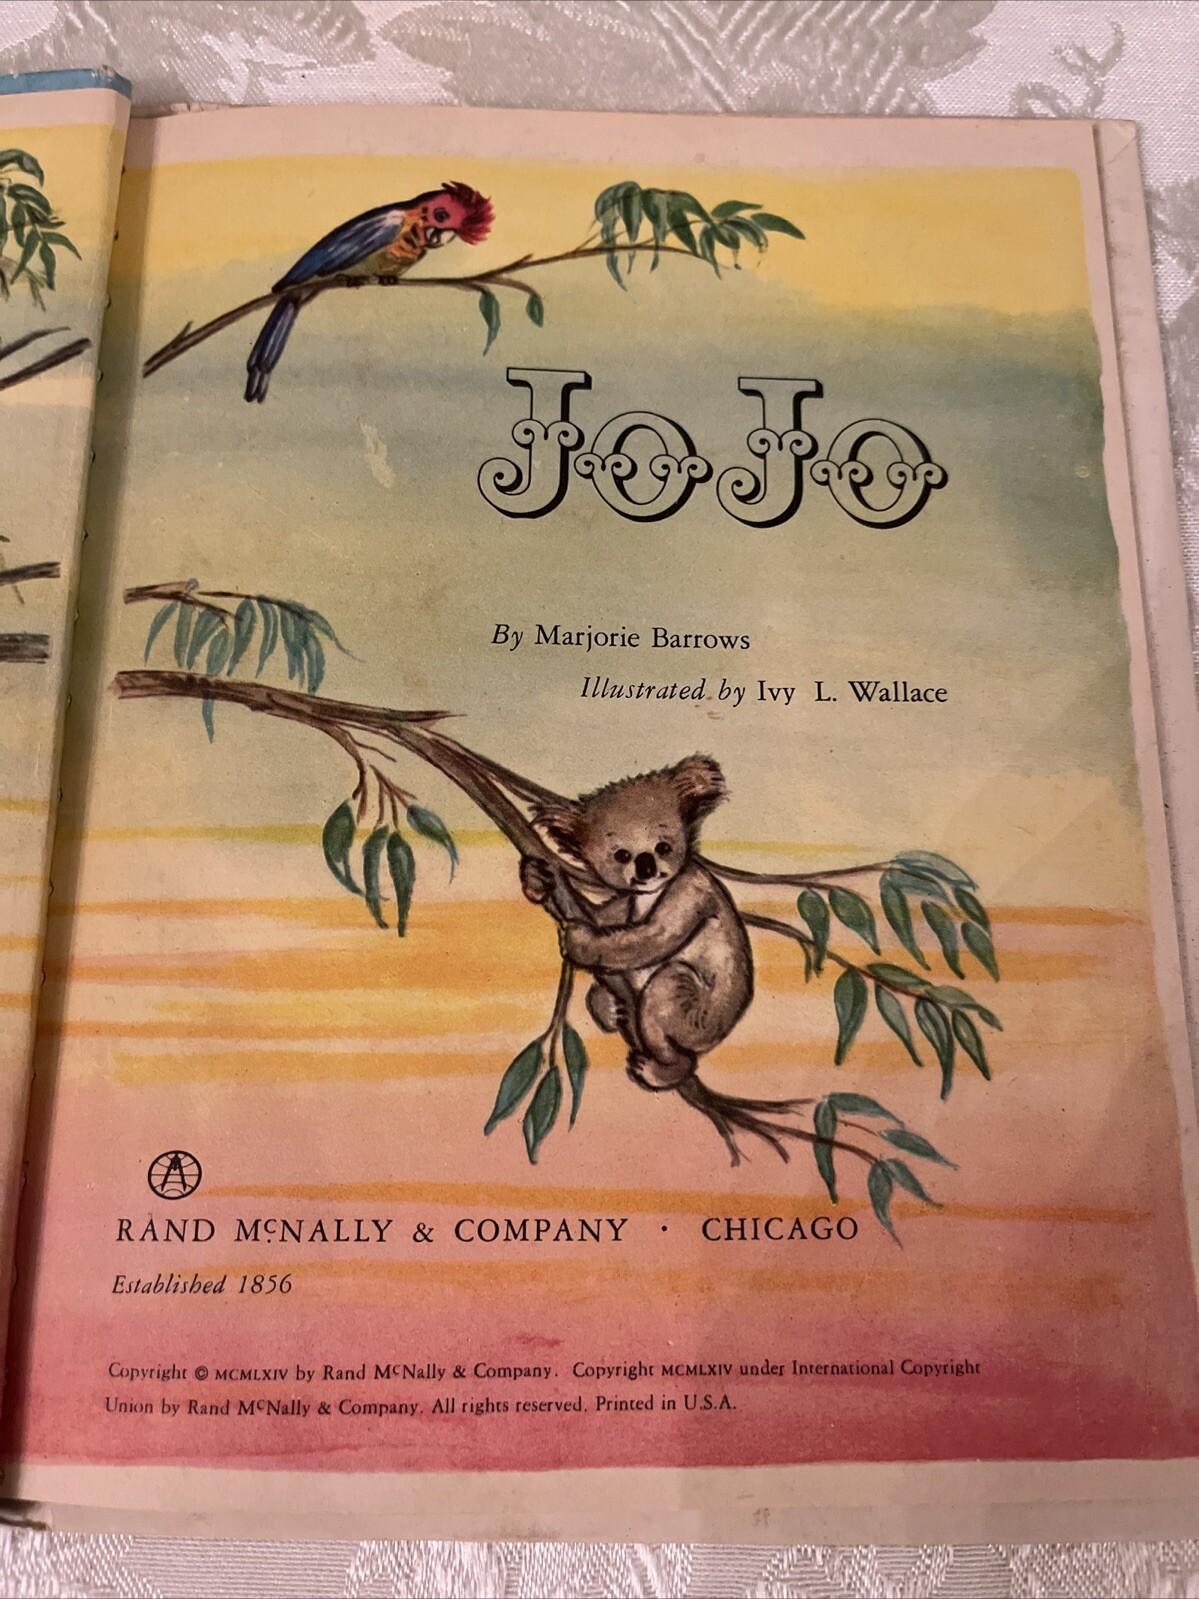 JoJo
By Marjorie Barrows
Illustrated by Ivy L. Wallace
RAND McNALLY & COMPANY · CHICAGO
Established 1856
Copyright © MCMLXIV by Rand McNally & Company. Copyright MCMLXIV under International Copyright
Union by Rand McNally & Company. All rights reserved. Printed in U.S.A.